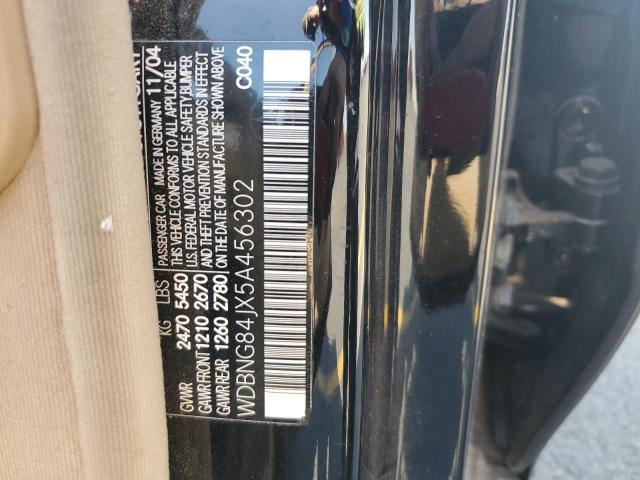 PASSENGER CAR MADE IN GERMANY 11/04
THIS VEHICLE CONFORMS TO ALL APPLICABLE
U.S. FEDERAL MOTOR VEHICLE SAFETY, BUMPER
AND THEFT PREVENTION STANDARDS IN EFFECT
ON THE DATE OF MANUFACTURE SHOWN ABOVE
C040
KG LBS
GVWR 2470 5450
GAWR FRONT 1210 2670
GAWR REAR 1260 2780
WDBNG84JX5A456302